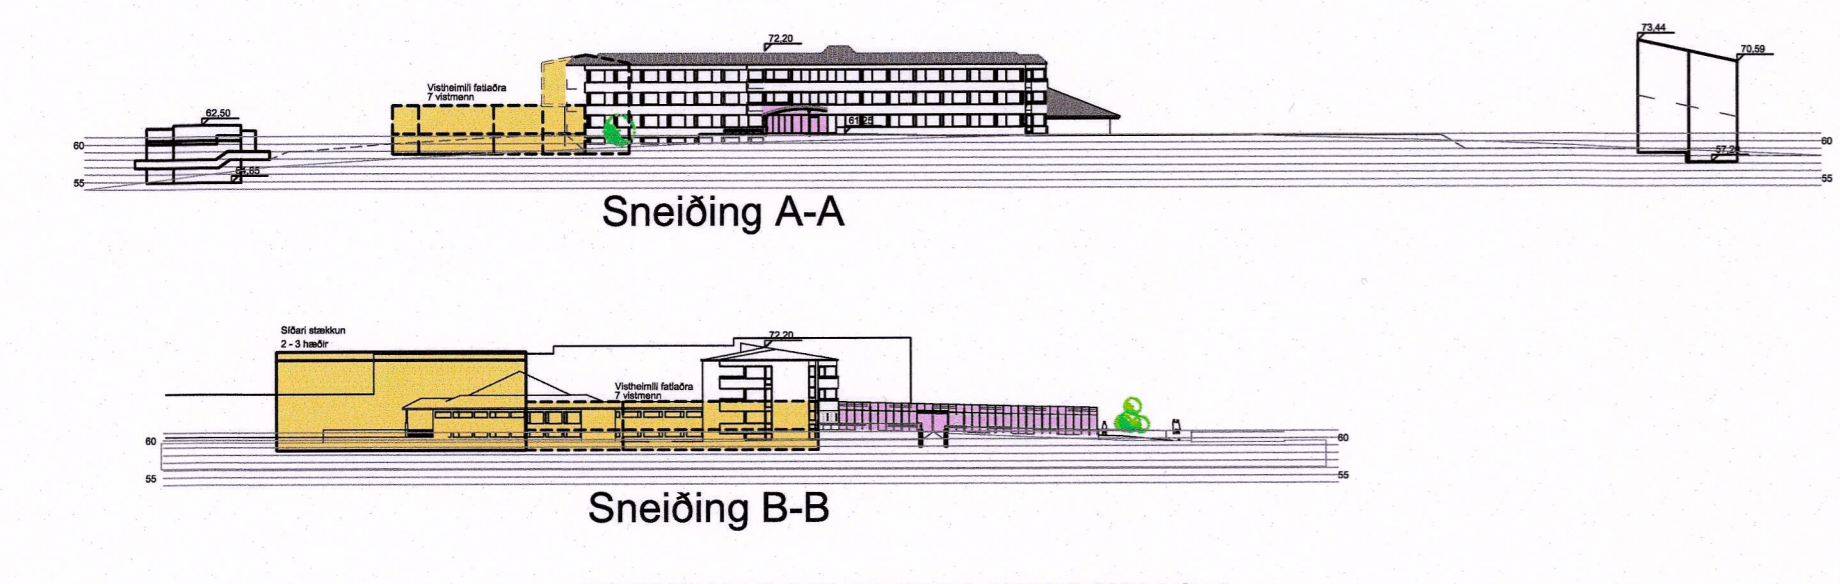 73,44
72,20
70,59
Vistheimili fatlaðra
7 vistmenn
62,50
61,25
60
60
57,2
55
55
Sneiðing A-A
Síðari stækkun
2 - 3 hæðir
72,20
Vistheimili fatlaðra
7 vistmenn
60
60
55
55
Sneiðing B-B